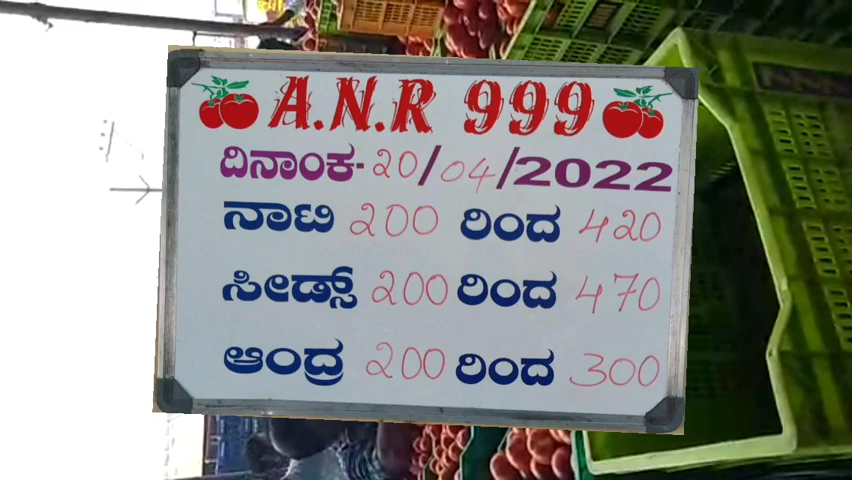 A.N.R 999
ದಿನಾಂಕ-20/04/2022
ನಾಟಿ 200 ರಿಂದ 420
ಸೀಡ್ಸ್ 200 ರಿಂದ 470
ಆಂದ್ರ 200 ರಿಂದ 300